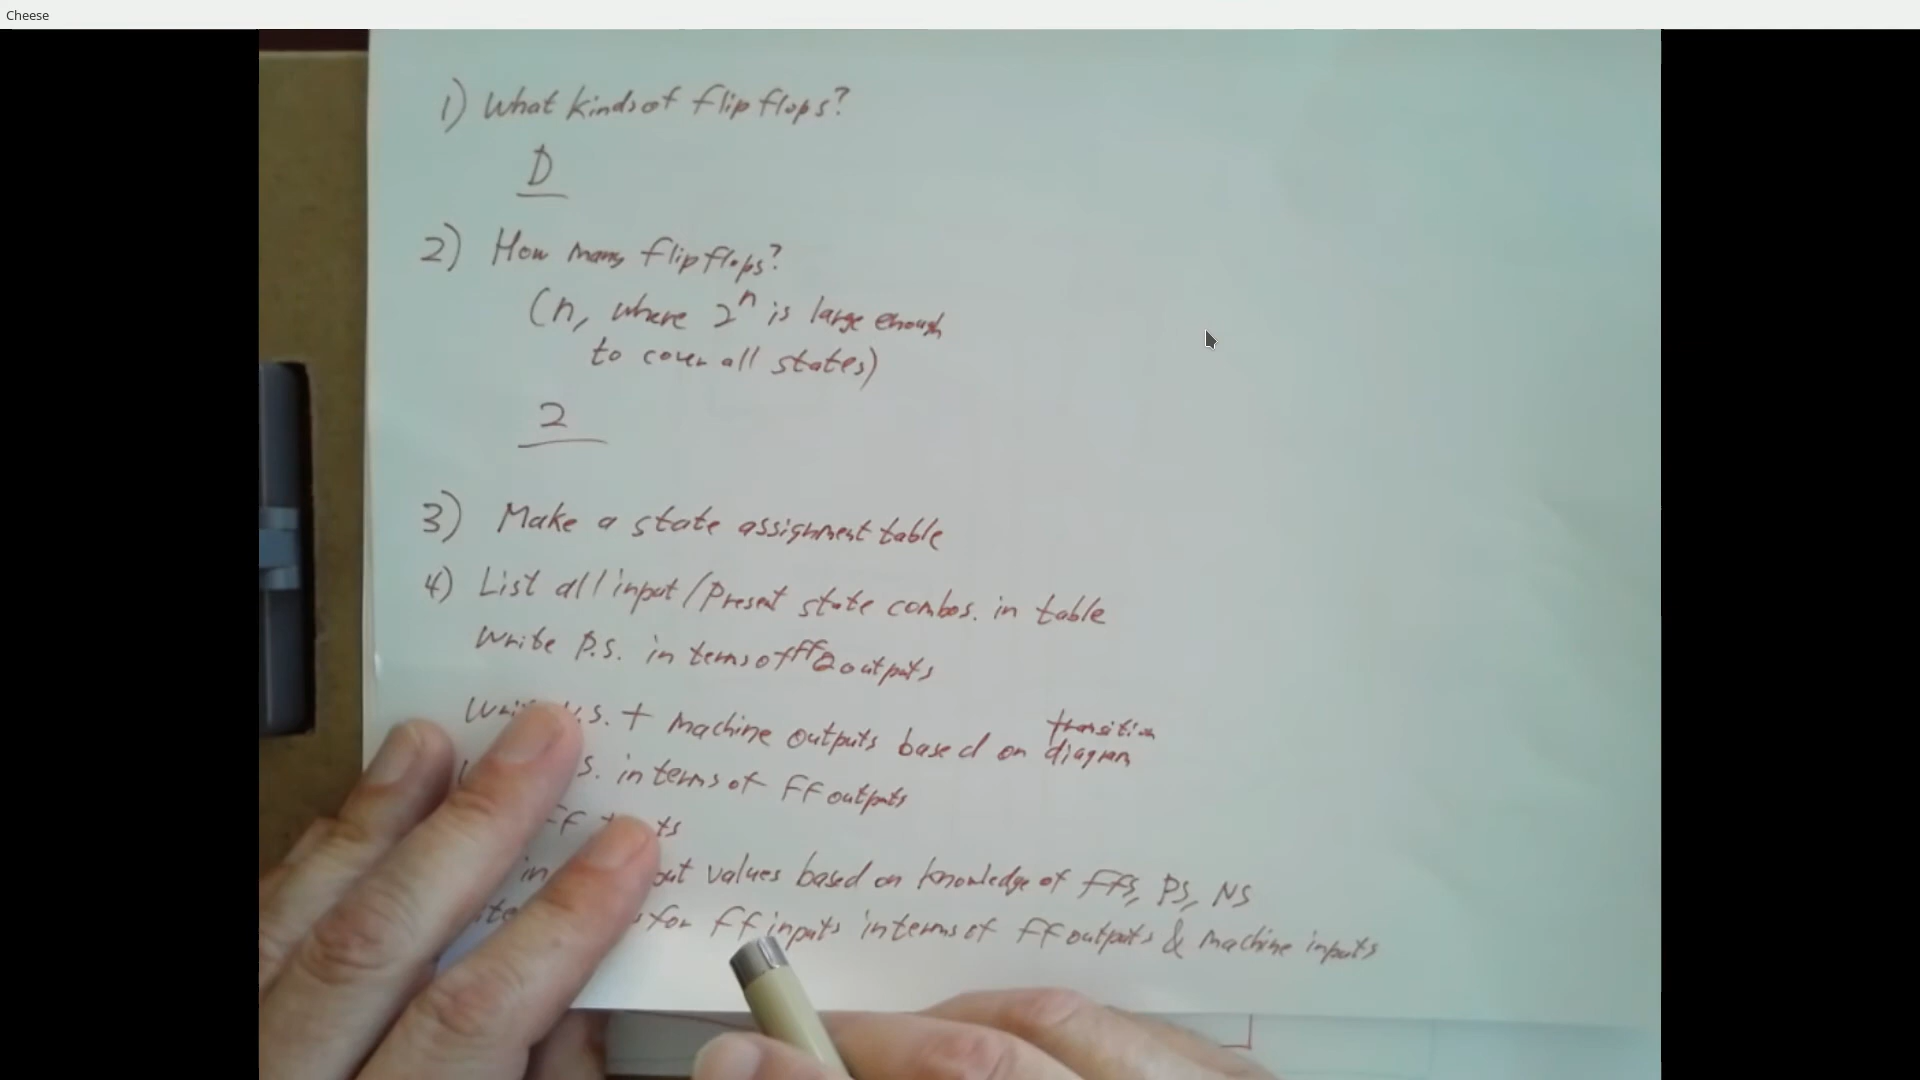 Cheese
1) What kinds of flip flops?
D
2) How many flip flops?
(n, where 2^n is large enough
to cover all states)
2
3) Make a state assignment table
4) List all input/Present state combos. in table
Write P.S. in terms of ff Q outputs
.S. + Machine outputs based on transition diagram
S. in terms of FF outputs
FF
values based on knowledge of ffs, PS, NS
for ff inputs in terms of FF outputs & Machine inputs